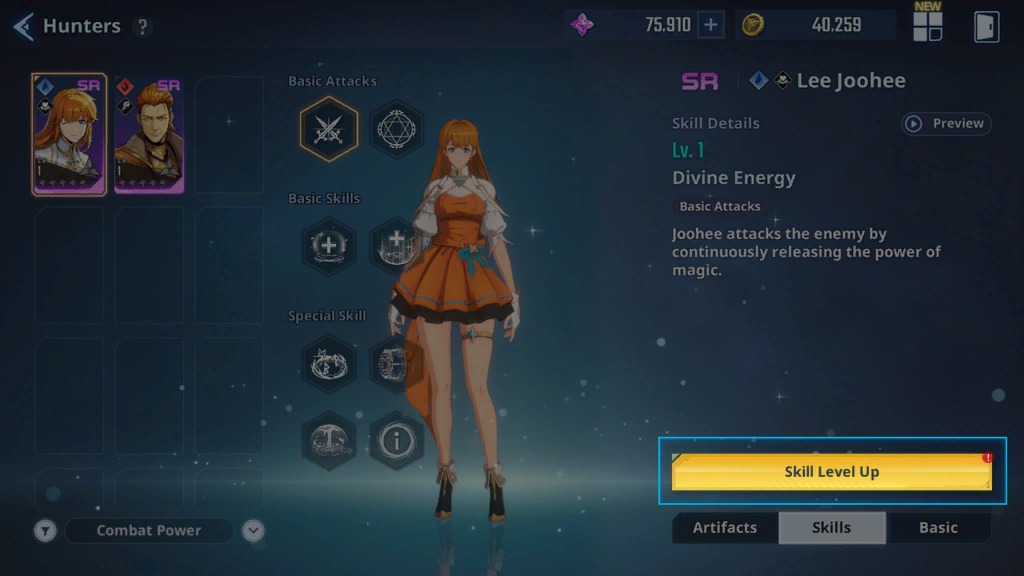 Hunters ?
75,910 +
40,259
NEW
SR
SR
Basic Attacks
Basic Skills
Special Skill
SR Lee Joohee
Skill Details
Preview
Lv. 1
Divine Energy
Basic Attacks
Joohee attacks the enemy by
continuously releasing the power of
magic.
Skill Level Up
!
Combat Power
Artifacts
Skills
Basic